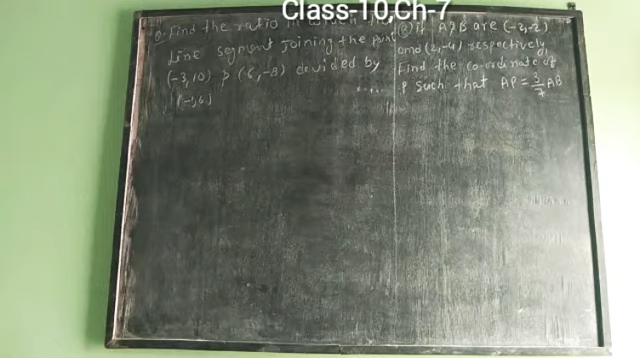 Class-10,Ch-7
Q. Find the ratio in which
Line segment joining the point
(-3,10) & (6,-8) devided by
(-1,6)
(2) if A & B are (-2,-2)
and (2,-4) respectively,
Find the co-ordinate of
P Such that AP = 3/7 AB